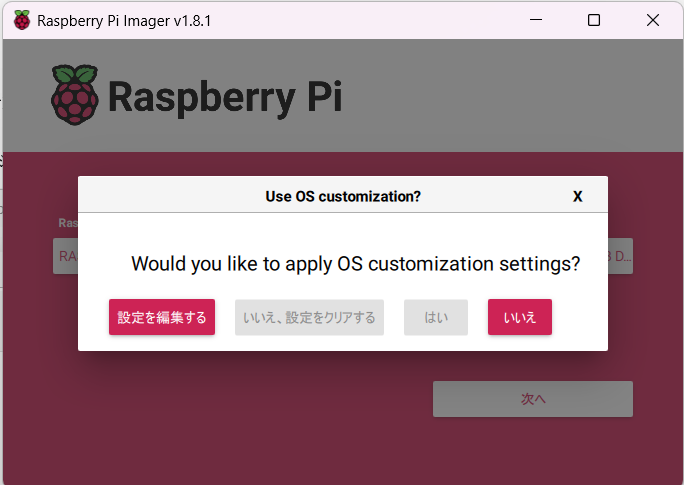 Raspberry Pi Imager v1.8.1
Raspberry Pi
Use OS customization?
X
Would you like to apply OS customization settings?
設定を編集する
いいえ、設定をクリアする
はい
いいえ
次へ